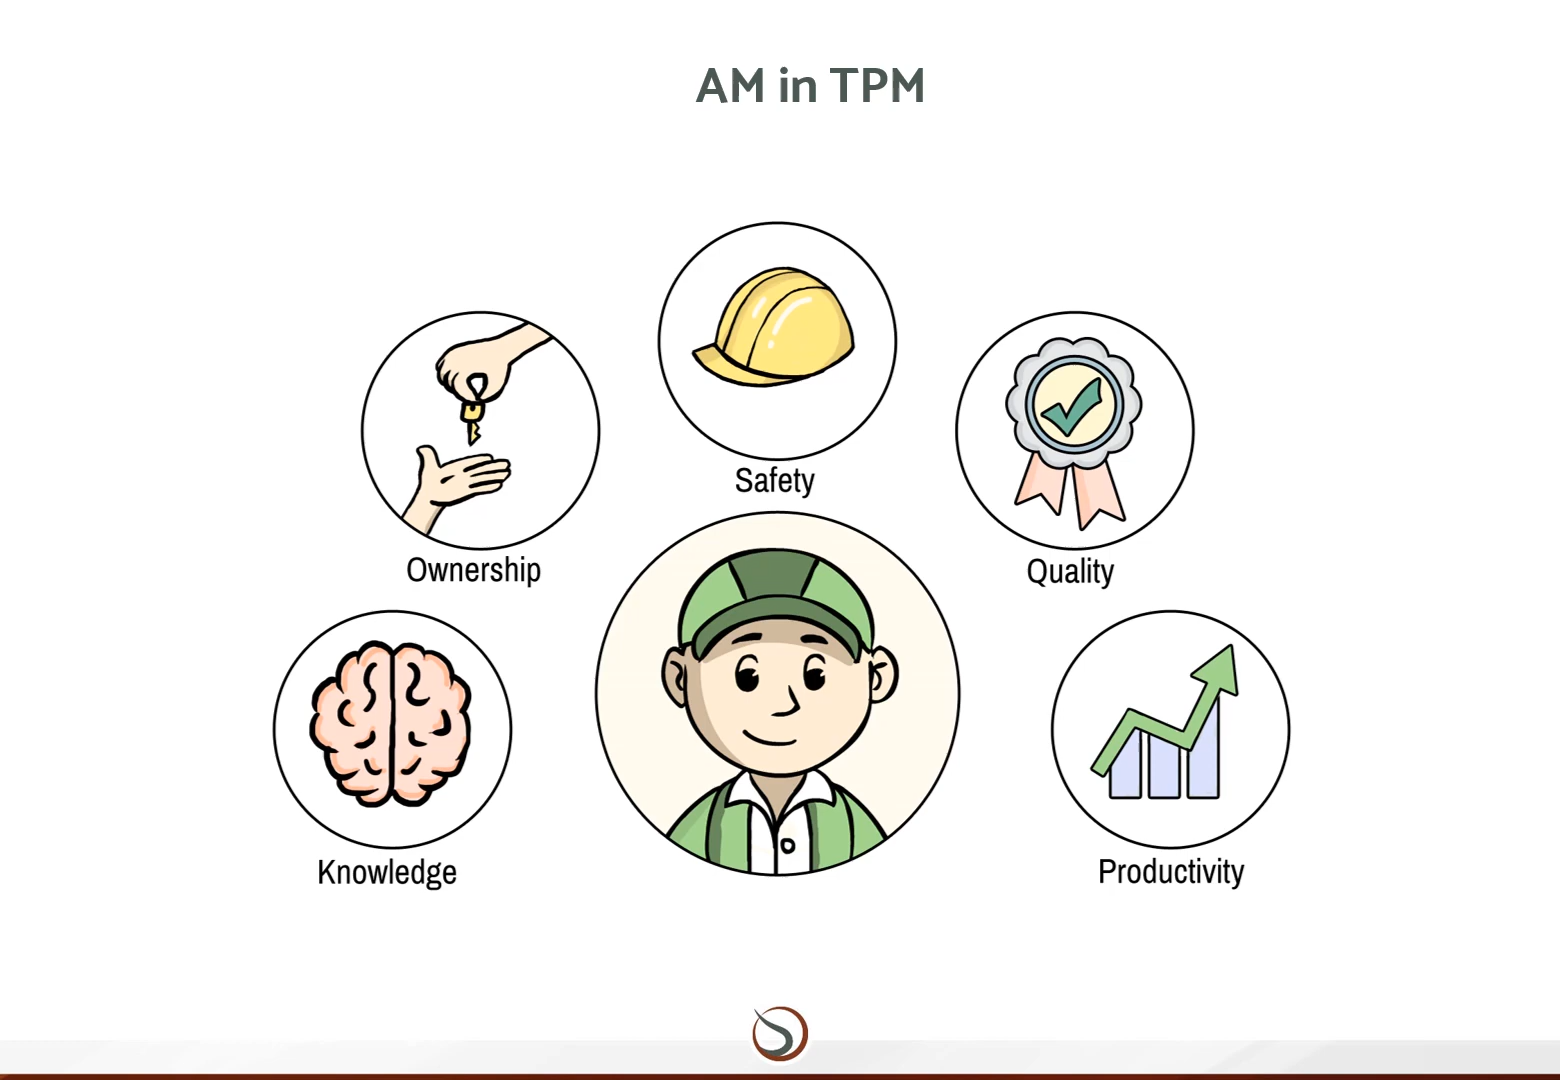 AM in TPM
Safety
Ownership
Quality
Knowledge
Productivity